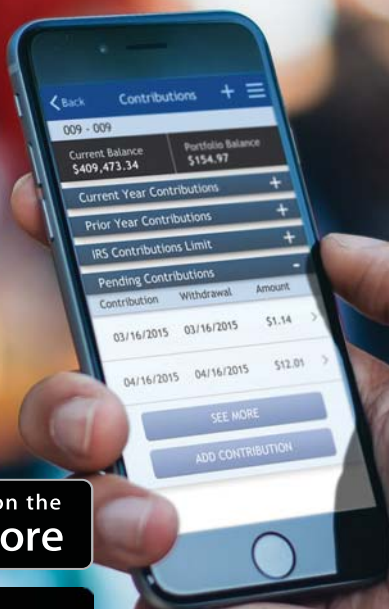 Back Contributions +
009 - 009
Current Balance Portfolio Balance
$409,473.34 $154.97
Current Year Contributions +
Prior Year Contributions +
IRS Contributions Limit +
Pending Contributions -
Contribution Withdrawal Amount
03/16/2015 03/16/2015 $1.14 >
04/16/2015 04/16/2015 $12.01 >
SEE MORE
ADD CONTRIBUTION
on the
ore